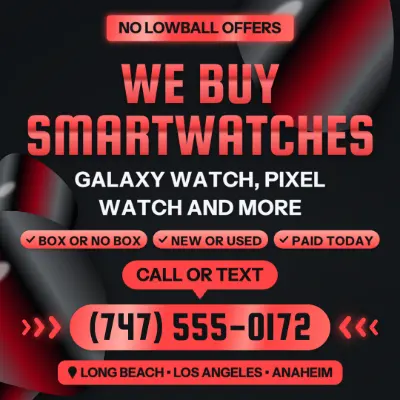 NO LOWBALL OFFERS
WE BUY
SMARTWATCHES
GALAXY WATCH, PIXEL
WATCH AND MORE
✓ BOX OR NO BOX ✓ NEW OR USED ✓ PAID TODAY
CALL OR TEXT
(747) 555-0172
LONG BEACH • LOS ANGELES • ANAHEIM